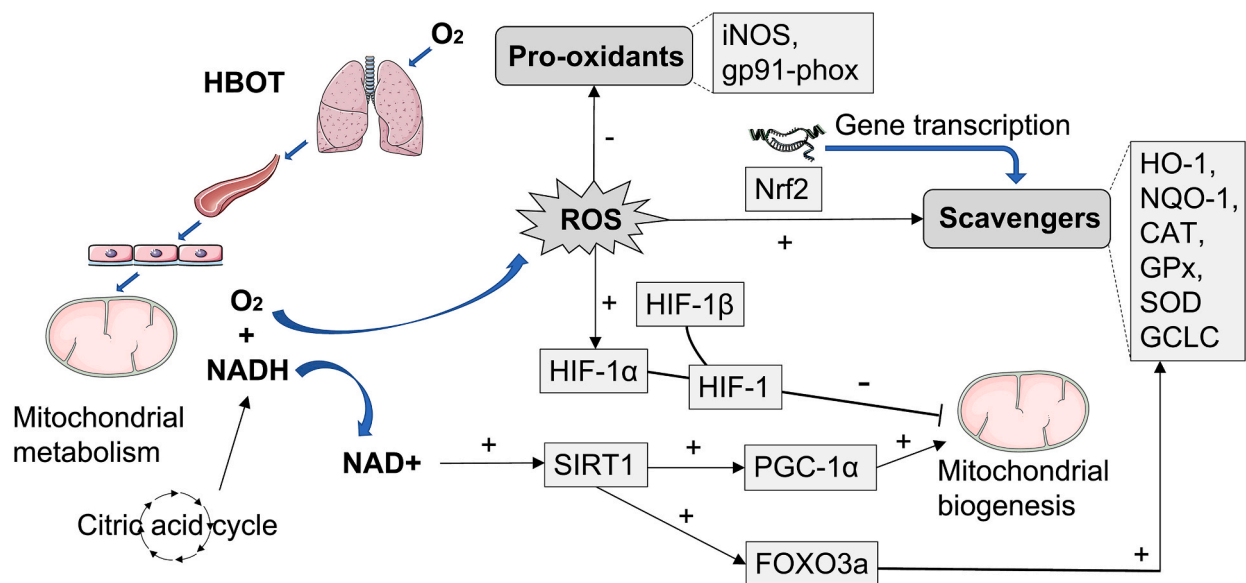 O₂
HBOT
Pro-oxidants
iNOS,
gp91-phox
-
Gene transcription
Nrf2
ROS
+
Scavengers
HO-1,
NQO-1,
CAT,
GPx,
SOD
GCLC
O₂
+
NADH
+
HIF-1β
HIF-1α
HIF-1
-
Mitochondrial
metabolism
NAD+
+
SIRT1
+
PGC-1α
+
Mitochondrial
biogenesis
Citric acid cycle
+
FOXO3a
+